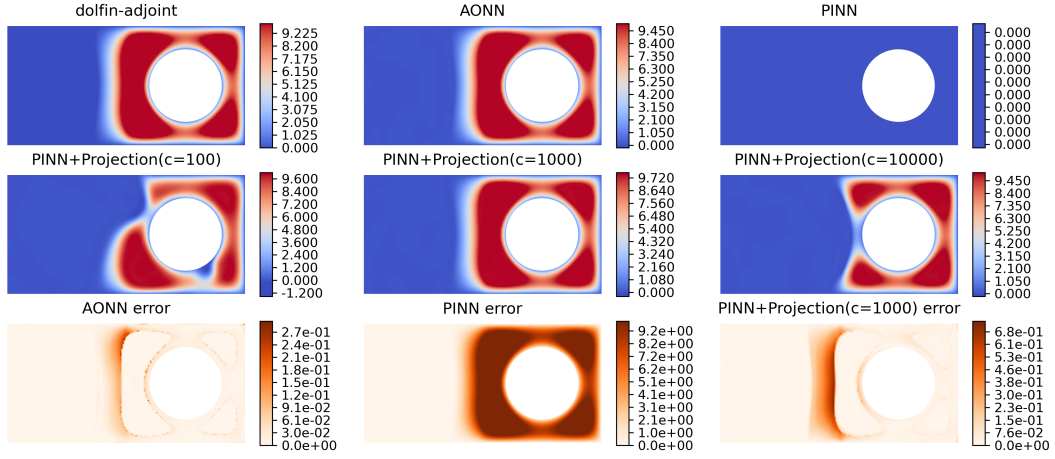 dolfin-adjoint
AONN
PINN
9.225
8.200
7.175
6.150
5.125
4.100
3.075
2.050
1.025
0.000
9.450
8.400
7.350
6.300
5.250
4.200
3.150
2.100
1.050
0.000
0.000
0.000
0.000
0.000
0.000
0.000
0.000
0.000
PINN+Projection(c=100)
PINN+Projection(c=1000)
PINN+Projection(c=10000)
9.600
8.400
7.200
6.000
4.800
3.600
2.400
1.200
0.000
-1.200
9.720
8.640
7.560
6.480
5.400
4.320
3.240
2.160
1.080
0.000
9.450
8.400
7.350
6.300
5.250
4.200
3.150
2.100
1.050
0.000
AONN error
PINN error
PINN+Projection(c=1000) error
2.7e-01
2.4e-01
2.1e-01
1.8e-01
1.5e-01
1.2e-01
9.1e-02
6.1e-02
3.0e-02
0.0e+00
9.2e+00
8.2e+00
7.2e+00
6.1e+00
5.1e+00
4.1e+00
3.1e+00
2.0e+00
1.0e+00
0.0e+00
6.8e-01
6.1e-01
5.3e-01
4.6e-01
3.8e-01
3.0e-01
2.3e-01
1.5e-01
7.6e-02
0.0e+00